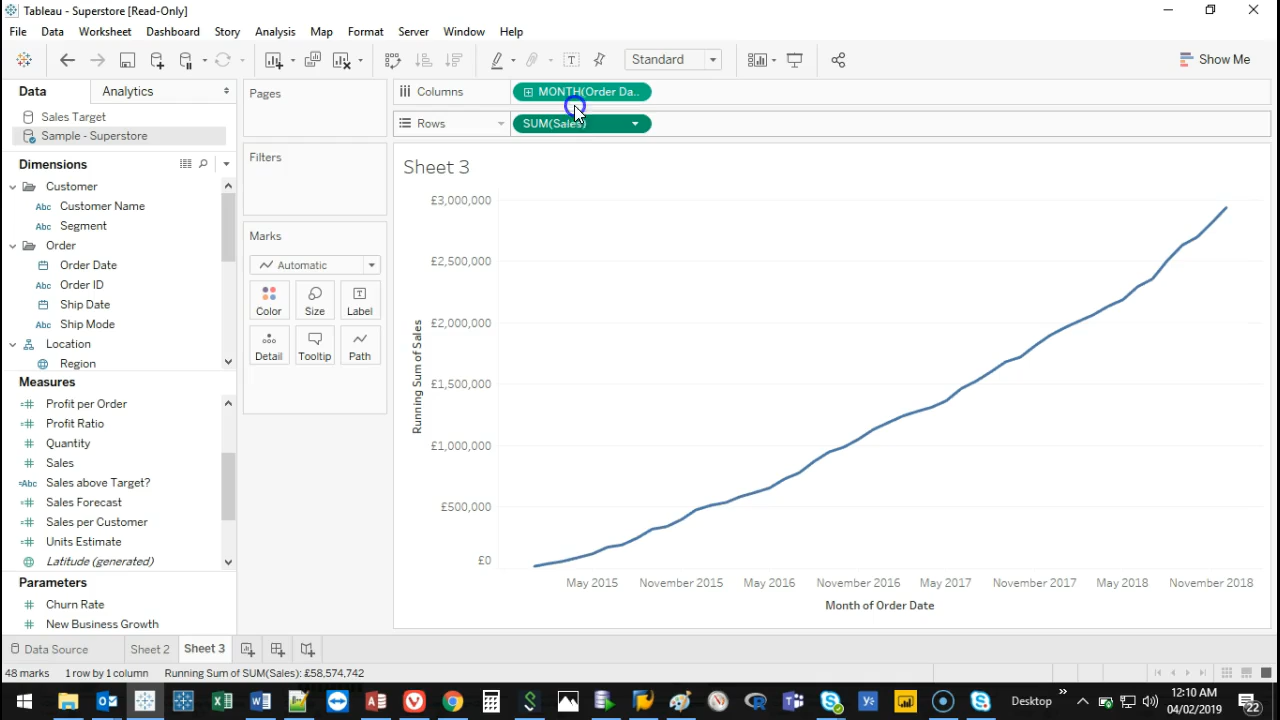 Tableau - Superstore [Read-Only]
File Data Worksheet Dashboard Story Analysis Map Format Server Window Help
Standard
Show Me
Data Analytics
Sales Target
Sample - Superstore
Dimensions
Customer
Abc Customer Name
Abc Segment
Order
Order Date
Abc Order ID
Ship Date
Abc Ship Mode
Location
Region
Measures
Profit per Order
Profit Ratio
Quantity
Sales
=Abc Sales above Target?
Sales Forecast
Sales per Customer
Units Estimate
Latitude (generated)
Parameters
Churn Rate
New Business Growth
Pages
Filters
Marks
Automatic
Color Size Label
Detail Tooltip Path
Columns MONTH(Order Da..
Rows SUM(Sales)
Sheet 3
£3,000,000
£2,500,000
£2,000,000
£1,500,000
£1,000,000
£500,000
£0
Running Sum of Sales
May 2015 November 2015 May 2016 November 2016 May 2017 November 2017 May 2018 November 2018
Month of Order Date
Data Source Sheet 2 Sheet 3
48 marks 1 row by 1 column Running Sum of SUM(Sales): £58,574,742
Desktop
12:10 AM
04/02/2019
22